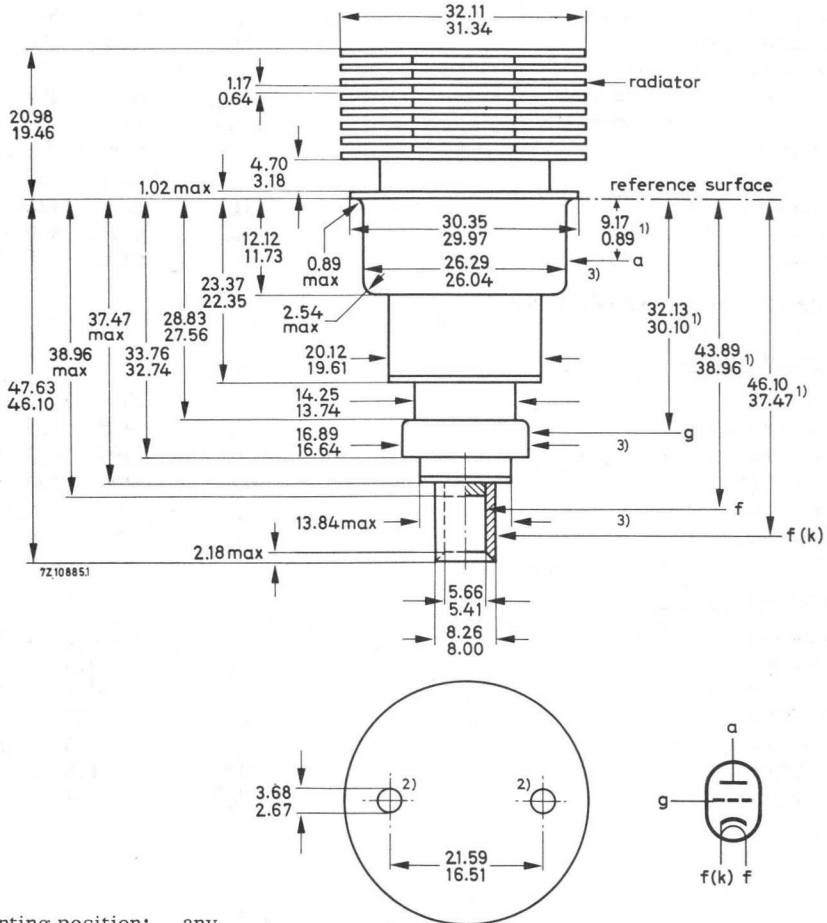 32.11
31.34
1.17
0.64
radiator
20.98
19.46
4.70
3.18
1.02 max
reference surface
30.35
29.97
9.17
0.89 1)
12.12
11.73
0.89
max
26.29
26.04
3)
a
23.37
22.35
2.54
max
32.13
30.10 1)
28.83
27.56
37.47
max
43.89
38.96 1)
33.76
32.74
38.96
max
20.12
19.61
46.10
37.47 1)
47.63
46.10
14.25
13.74
16.89
16.64
g
3)
13.84 max
3)
f
f (k)
2.18 max
7Z10885.1
5.66
5.41
8.26
8.00
3.68
2.67
2)
2)
21.59
16.51
a
g
f(k) f
nting position: any